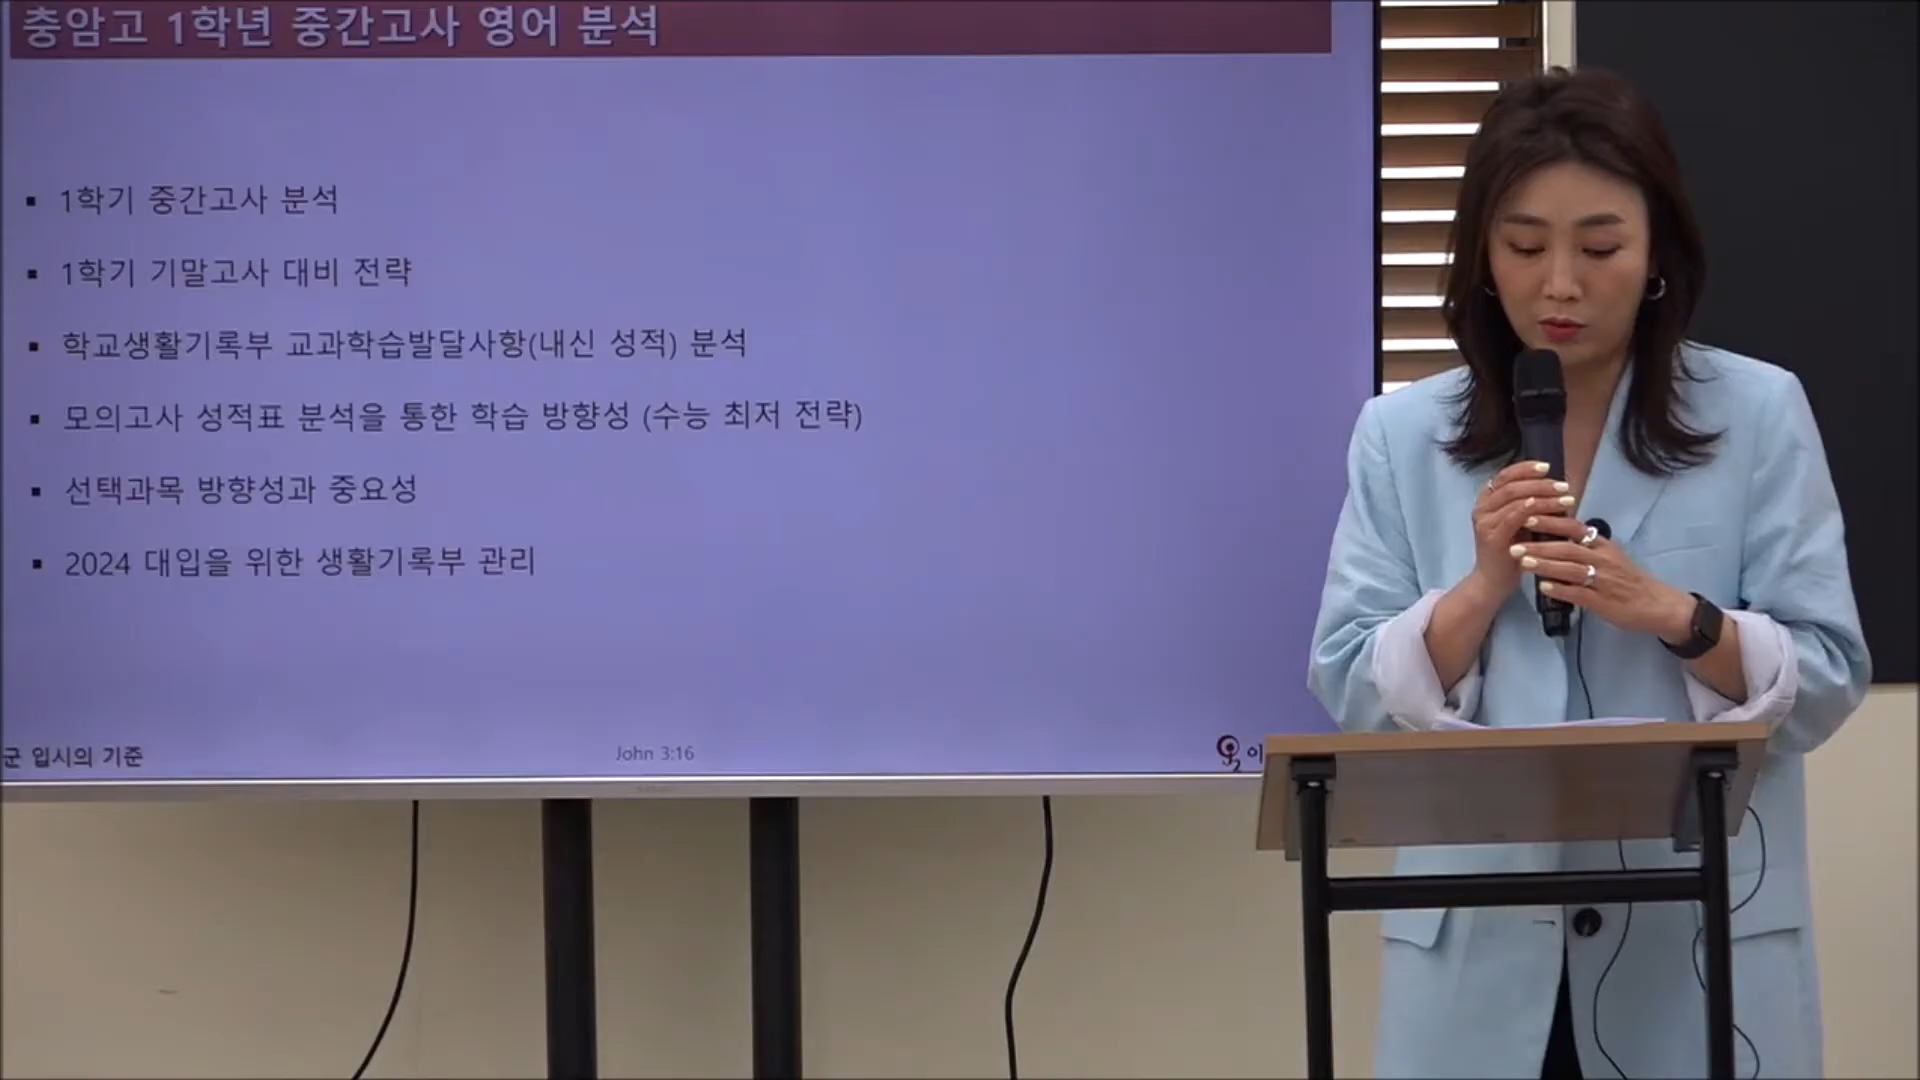 충암고 1학년 중간고사 영어 분석
▪ 1학기 중간고사 분석
▪ 1학기 기말고사 대비 전략
▪ 학교생활기록부 교과학습발달사항(내신 성적) 분석
▪ 모의고사 성적표 분석을 통한 학습 방향성 (수능 최저 전략)
▪ 선택과목 방향성과 중요성
▪ 2024 대입을 위한 생활기록부 관리
군 입시의 기준
John 3:16
이